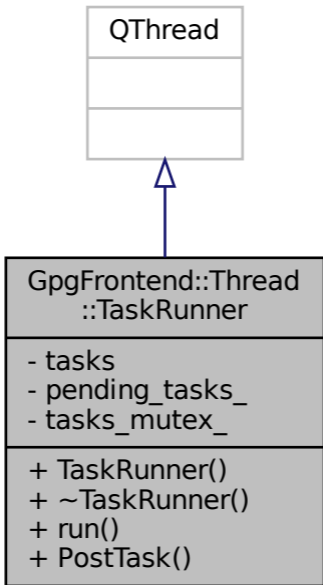 QThread
GpgFrontend::Thread
::TaskRunner
- tasks
- pending_tasks_
- tasks_mutex_
+ TaskRunner()
+ ~TaskRunner()
+ run()
+ PostTask()